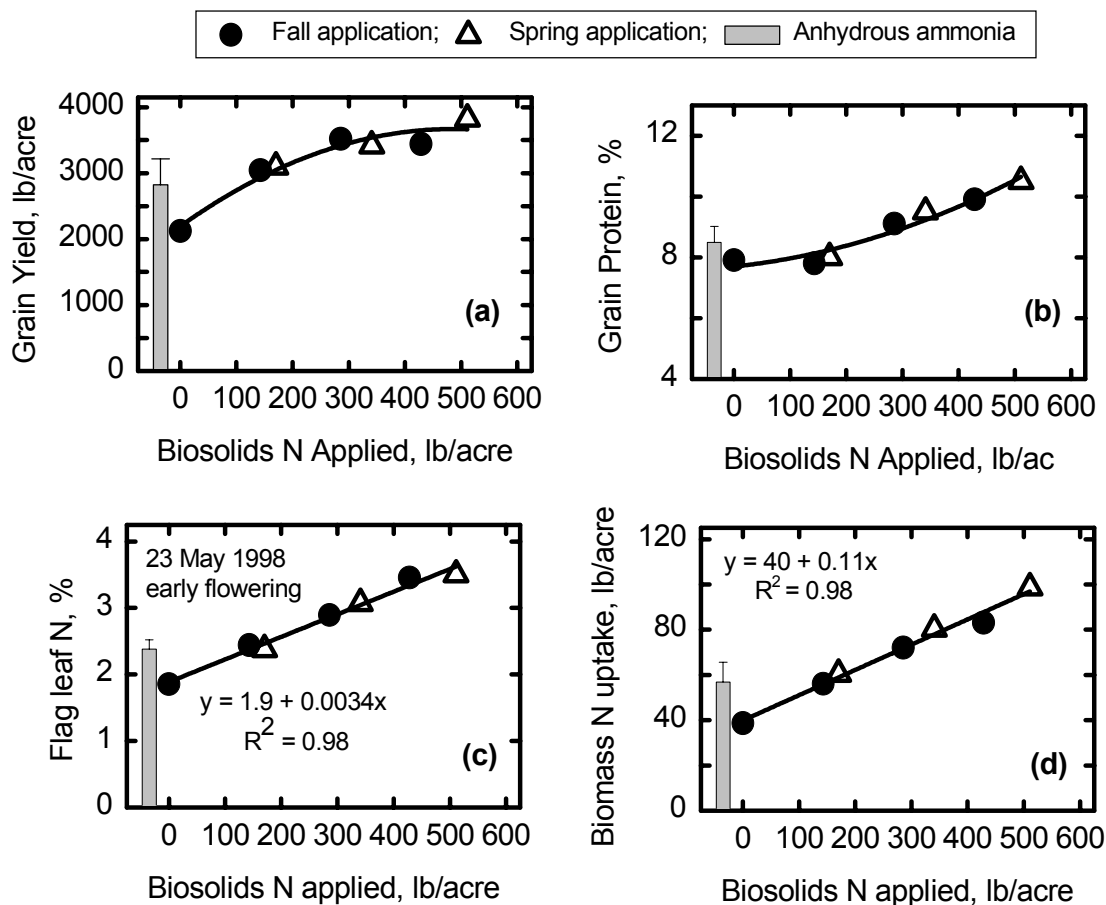 Fall application; Spring application; Anhydrous ammonia
4000
3000
2000
1000
0
Grain Yield, lb/acre
(a)
0 100 200 300 400 500 600
Biosolids N Applied, lb/acre
12
8
4
Grain Protein, %
(b)
0 100 200 300 400 500 600
Biosolids N Applied, lb/ac
4
3
2
1
0
Flag leaf N, %
23 May 1998
early flowering
y = 1.9 + 0.0034x
R² = 0.98
(c)
0 100 200 300 400 500 600
Biosolids N applied, lb/acre
120
80
40
0
Biomass N uptake, lb/acre
y = 40 + 0.11x
R² = 0.98
(d)
0 100 200 300 400 500 600
Biosolids N applied, lb/acre